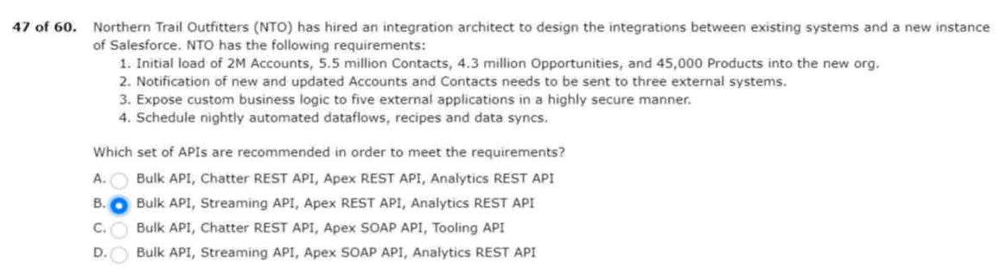 47 of 60. Northern Trail Outfitters (NTO) has hired an integration architect to design the integrations between existing systems and a new instance
of Salesforce. NTO has the following requirements:
1. Initial load of 2M Accounts, 5.5 million Contacts, 4.3 million Opportunities, and 45,000 Products into the new org.
2. Notification of new and updated Accounts and Contacts needs to be sent to three external systems.
3. Expose custom business logic to five external applications in a highly secure manner.
4. Schedule nightly automated dataflows, recipes and data syncs.
Which set of APIs are recommended in order to meet the requirements?
A. Bulk API, Chatter REST API, Apex REST API, Analytics REST API
B. Bulk API, Streaming API, Apex REST API, Analytics REST API
C. Bulk API, Chatter REST API, Apex SOAP API, Tooling API
D. Bulk API, Streaming API, Apex SOAP API, Analytics REST API